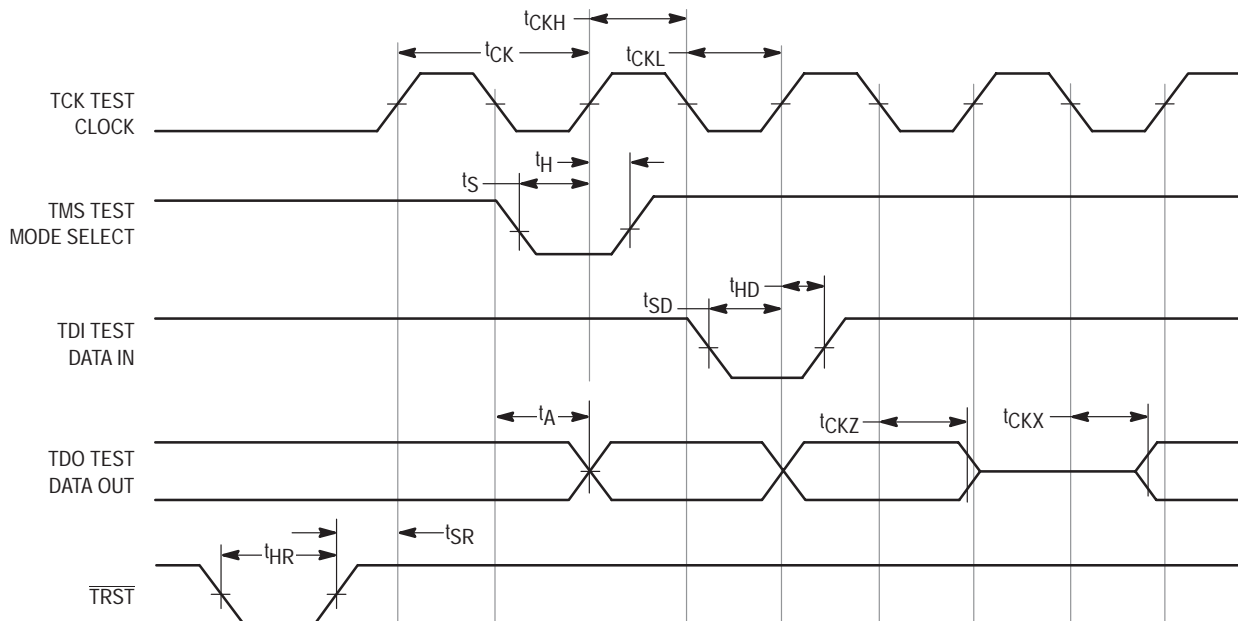 tCKH
tCK
tCKL
TCK TEST
CLOCK
tH
tS
TMS TEST
MODE SELECT
tHD
tSD
TDI TEST
DATA IN
tA
tCKZ
tCKX
TDO TEST
DATA OUT
tSR
tHR
TRST